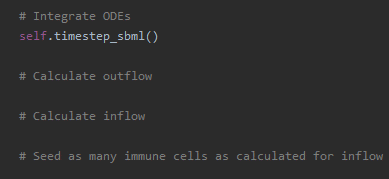 # Integrate ODEs
self.timestep_sbml()
# Calculate outflow
# Calculate inflow
# Seed as many immune cells as calculated for inflow